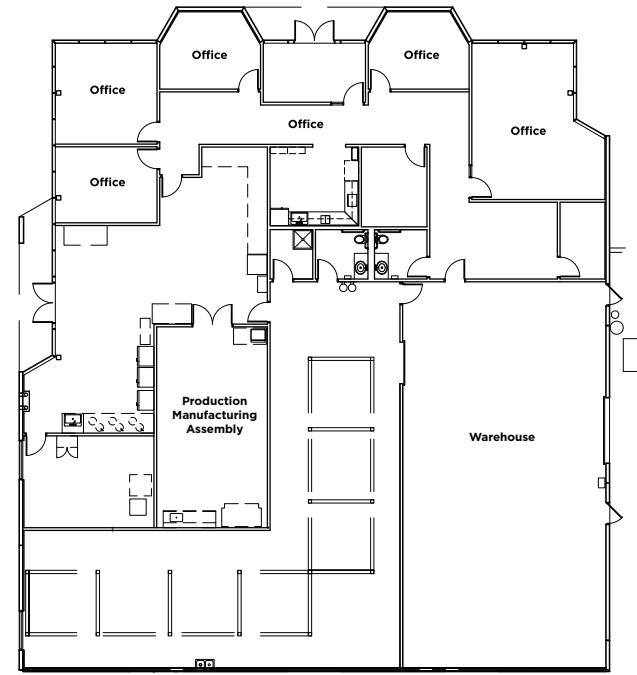 Office
Office
Office
Office
Office
Office
Production
Manufacturing
Assembly
Warehouse